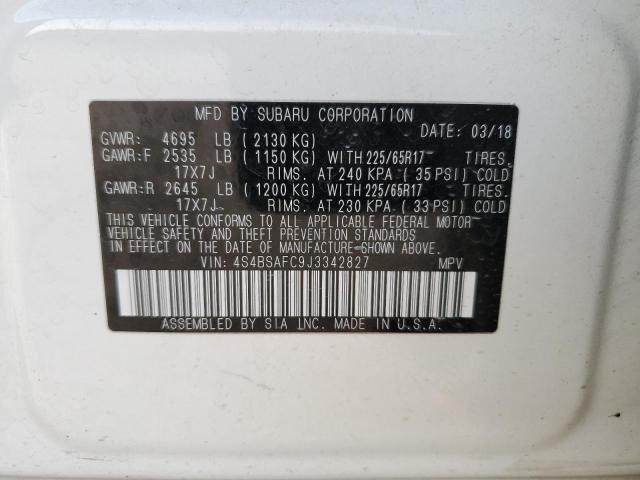 MFD BY SUBARU CORPORATION
GVWR: 4695 LB (2130 KG) DATE: 03/18
GAWR:F 2535 LB (1150 KG) WITH 225/65R17 TIRES,
17X7J RIMS, AT 240 KPA (35 PSI) COLD
GAWR:R 2645 LB (1200 KG) WITH 225/65R17 TIRES,
17X7J RIMS, AT 230 KPA (33 PSI) COLD
THIS VEHICLE CONFORMS TO ALL APPLICABLE FEDERAL MOTOR
VEHICLE SAFETY AND THEFT PREVENTION STANDARDS
IN EFFECT ON THE DATE OF MANUFACTURE SHOWN ABOVE.
VIN: 4S4BSAFC9J3342827 MPV
ASSEMBLED BY SIA INC. MADE IN U.S.A.